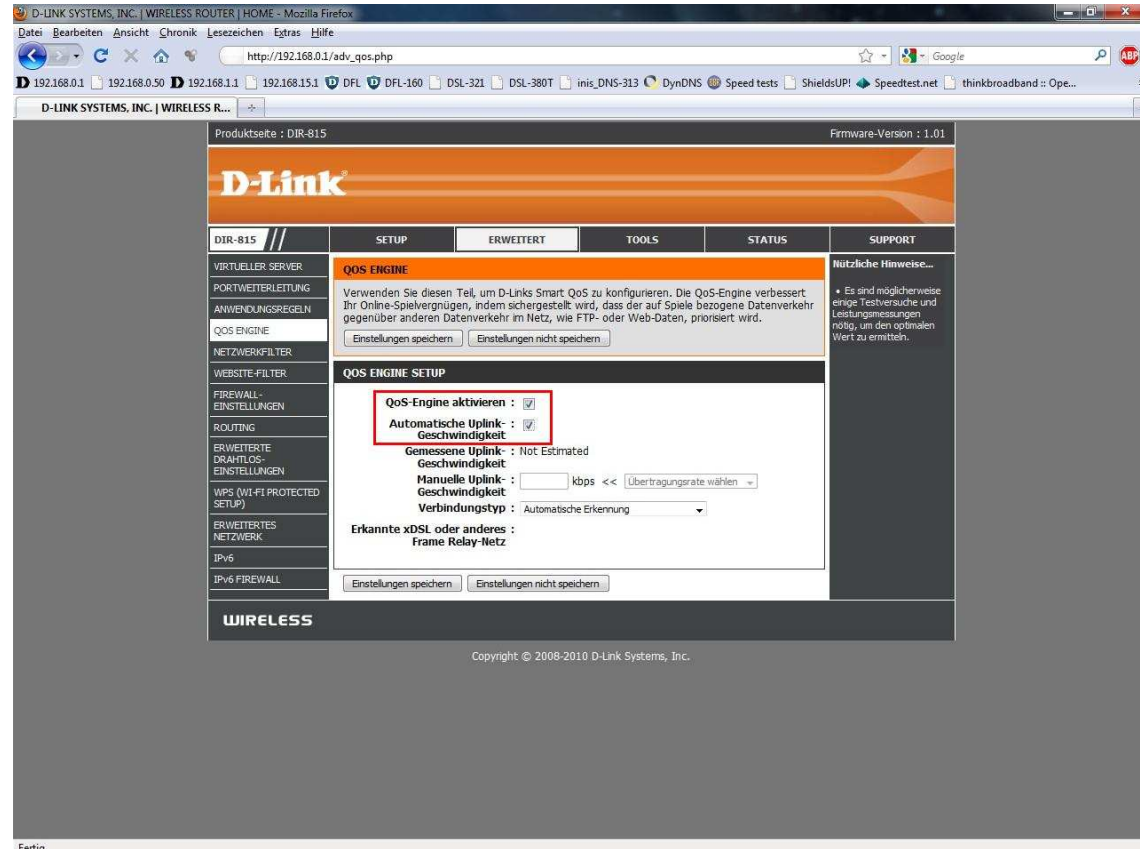 D-LINK SYSTEMS, INC. | WIRELESS ROUTER | HOME - Mozilla Firefox
Datei Bearbeiten Ansicht Chronik Lesezeichen Extras Hilfe
http://192.168.0.1/adv_qos.php Google ABP
192.168.0.1 192.168.0.50 192.168.1.1 192.168.15.1 DFL DFL-160 DSL-321 DSL-380T inis_DNS-313 DynDNS Speed tests ShieldsUP! Speedtest.net thinkbroadband :: Ope...
D-LINK SYSTEMS, INC. | WIRELESS R...
Produktseite : DIR-815 Firmware-Version : 1.01
D-Link
DIR-815 SETUP ERWEITERT TOOLS STATUS SUPPORT
VIRTUELLER SERVER
PORTWEITERLEITUNG
ANWENDUNGSREGELN
QOS ENGINE
NETZWERKFILTER
WEBSITE-FILTER
FIREWALL-
EINSTELLUNGEN
ROUTING
ERWEITERTE
DRAHTLOS-
EINSTELLUNGEN
WPS (WI-FI PROTECTED
SETUP)
ERWEITERTES
NETZWERK
IPv6
IPv6 FIREWALL
QOS ENGINE
Verwenden Sie diesen Teil, um D-Links Smart QoS zu konfigurieren. Die QoS-Engine verbessert
Ihr Online-Spielvergnügen, indem sichergestellt wird, dass der auf Spiele bezogene Datenverkehr
gegenüber anderen Datenverkehr im Netz, wie FTP- oder Web-Daten, priorisiert wird.
Einstellungen speichern Einstellungen nicht speichern
QOS ENGINE SETUP
QoS-Engine aktivieren :
Automatische Uplink- :
Geschwindigkeit
Gemessene Uplink- : Not Estimated
Geschwindigkeit
Manuelle Uplink- : kbps << Übertragungsrate wählen
Geschwindigkeit
Verbindungstyp : Automatische Erkennung
Erkannte xDSL oder anderes :
Frame Relay-Netz
Einstellungen speichern Einstellungen nicht speichern
Nützliche Hinweise...
• Es sind möglicherweise
einige Testversuche und
Leistungsmessungen
nötig, um den optimalen
Wert zu ermitteln.
WIRELESS
Copyright © 2008-2010 D-Link Systems, Inc.
Fertig